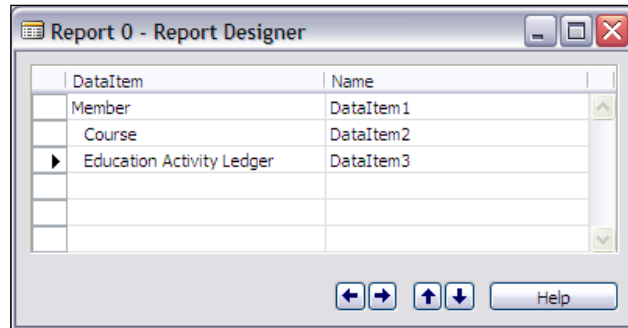 Report 0 - Report Designer
DataItem Name
Member DataItem1
Course DataItem2
Education Activity Ledger DataItem3
Help